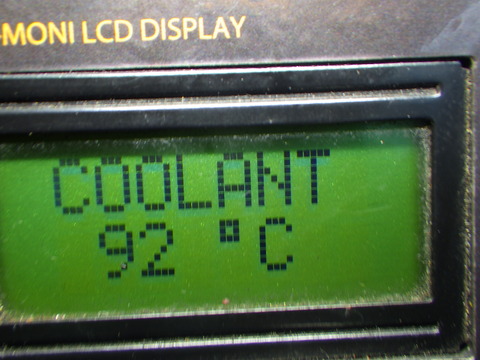 -MONI LCD DISPLAY
COOLANT
92 °C